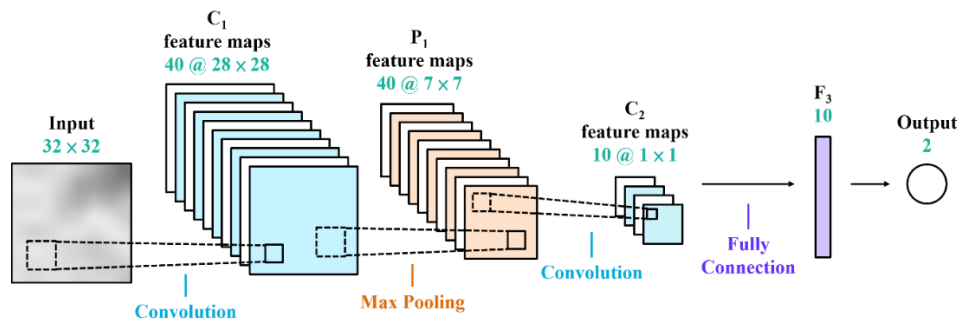 Input
32 × 32
C₁
feature maps
40 @ 28 × 28
P₁
feature maps
40 @ 7 × 7
C₂
feature maps
10 @ 1 × 1
F₃
10
Output
2
Convolution
Max Pooling
Convolution
Fully
Connection